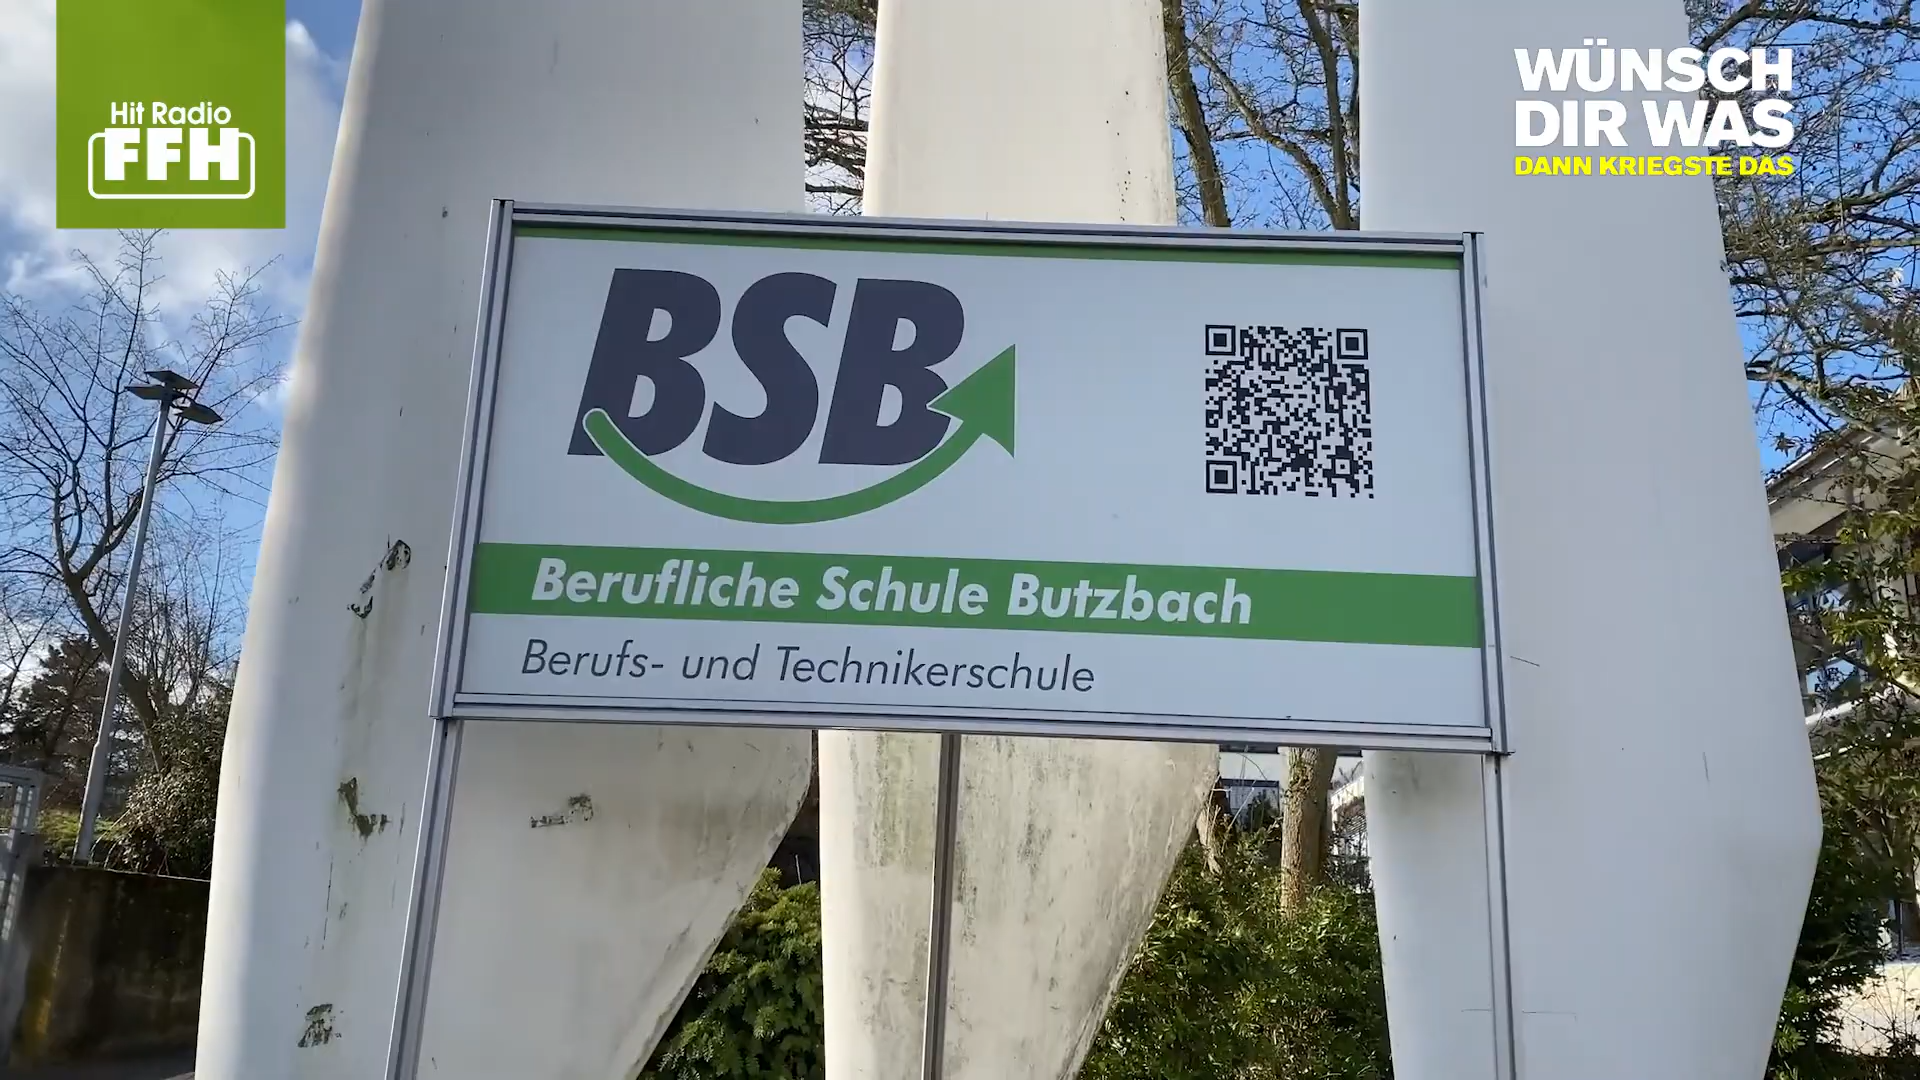 Hit Radio
FFH
WÜNSCH
DIR WAS
DANN KRIEGSTE DAS
BSB
Berufliche Schule Butzbach
Berufs- und Technikerschule